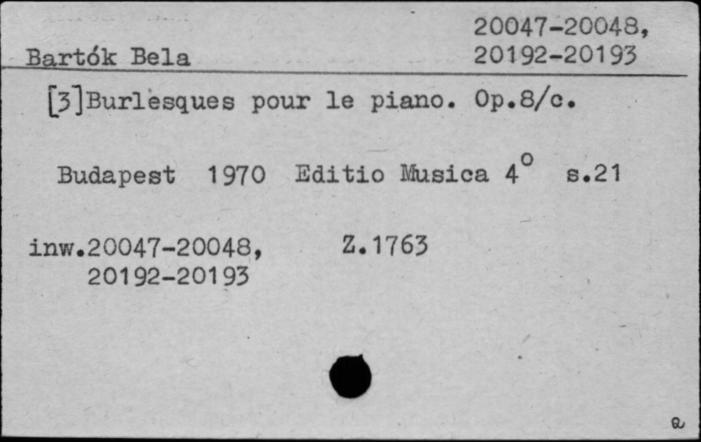 20047-20048,
Bartók Bela 20192-20193
[3]Burlesques pour le piano. Op.8/c.
Budapest 1970 Editio Musica 4° s.21
inw.20047-20048, Z.1763
20192-20193